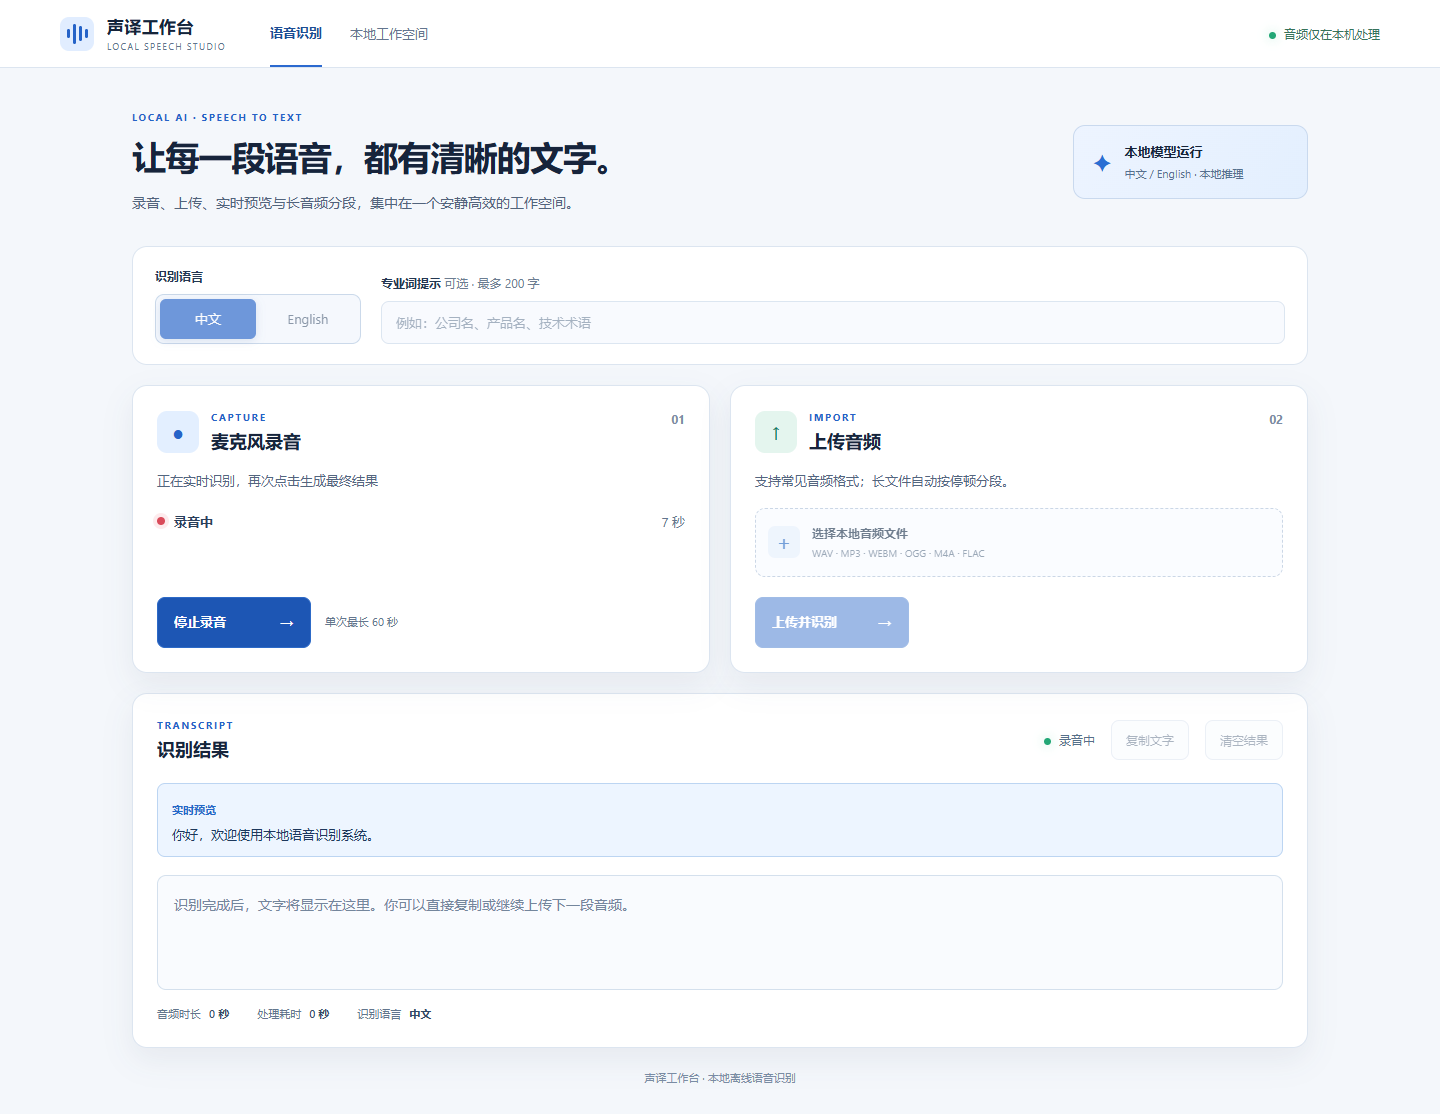 声译工作台
LOCAL SPEECH STUDIO
语音识别
本地工作空间
音频仅在本机处理
LOCAL AI · SPEECH TO TEXT
让每一段语音，都有清晰的文字。
录音、上传、实时预览与长音频分段，集中在一个安静高效的工作空间。
本地模型运行
中文 / English · 本地推理
识别语言
中文
English
专业词提示 可选 · 最多 200 字
例如：公司名、产品名、技术术语
CAPTURE
麦克风录音
01
正在实时识别，再次点击生成最终结果
录音中
7 秒
停止录音 →
单次最长 60 秒
IMPORT
上传音频
02
支持常见音频格式；长文件自动按停顿分段。
选择本地音频文件
WAV · MP3 · WEBM · OGG · M4A · FLAC
上传并识别 →
TRANSCRIPT
识别结果
录音中
复制文字
清空结果
实时预览
你好，欢迎使用本地语音识别系统。
识别完成后，文字将显示在这里。你可以直接复制或继续上传下一段音频。
音频时长 0 秒
处理耗时 0 秒
识别语言 中文
声译工作台 · 本地离线语音识别